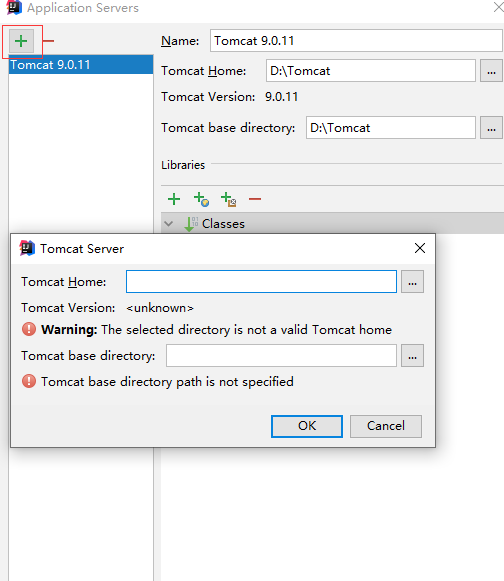 Application Servers
Name: Tomcat 9.0.11
Tomcat 9.0.11
Tomcat Home: D:\Tomcat ...
Tomcat Version: 9.0.11
Tomcat base directory: D:\Tomcat ...
Libraries
Classes
Tomcat Server
Tomcat Home: ...
Tomcat Version: <unknown>
Warning: The selected directory is not a valid Tomcat home
Tomcat base directory: ...
Tomcat base directory path is not specified
OK Cancel